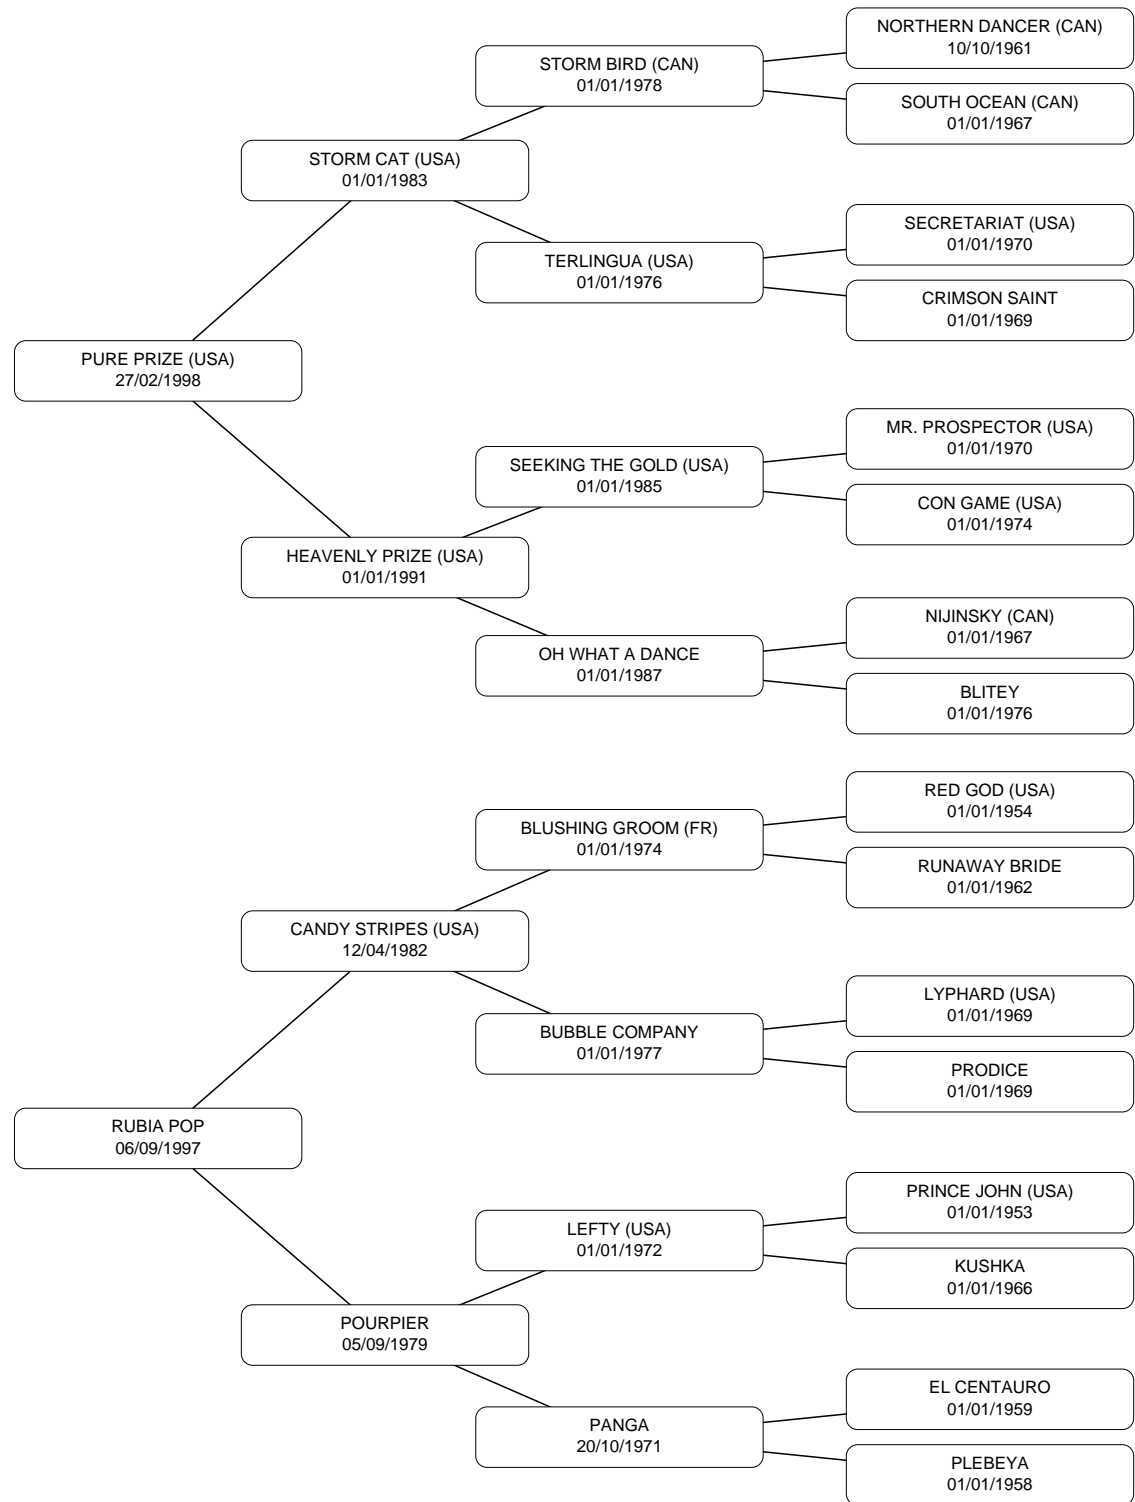 NORTHERN DANCER (CAN)
10/10/1961
STORM BIRD (CAN)
01/01/1978
SOUTH OCEAN (CAN)
01/01/1967
STORM CAT (USA)
01/01/1983
SECRETARIAT (USA)
01/01/1970
TERLINGUA (USA)
01/01/1976
CRIMSON SAINT
01/01/1969
PURE PRIZE (USA)
27/02/1998
MR. PROSPECTOR (USA)
01/01/1970
SEEKING THE GOLD (USA)
01/01/1985
CON GAME (USA)
01/01/1974
HEAVENLY PRIZE (USA)
01/01/1991
NIJINSKY (CAN)
01/01/1967
OH WHAT A DANCE
01/01/1987
BLITEY
01/01/1976
RED GOD (USA)
01/01/1954
BLUSHING GROOM (FR)
01/01/1974
RUNAWAY BRIDE
01/01/1962
CANDY STRIPES (USA)
12/04/1982
LYPHARD (USA)
01/01/1969
BUBBLE COMPANY
01/01/1977
PRODICE
01/01/1969
RUBIA POP
06/09/1997
PRINCE JOHN (USA)
01/01/1953
LEFTY (USA)
01/01/1972
KUSHKA
01/01/1966
POURPIER
05/09/1979
EL CENTAURO
01/01/1959
PANGA
20/10/1971
PLEBEYA
01/01/1958